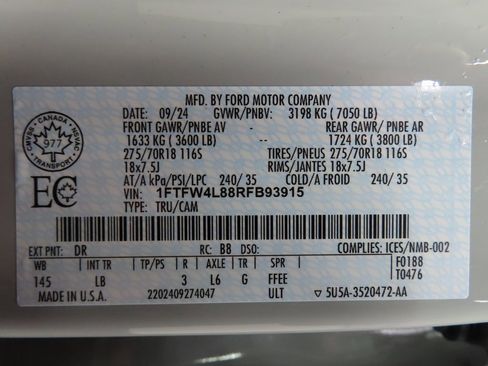 MFD. BY FORD MOTOR COMPANY
DATE: 09/24 GVWR/PNBV: 3198 KG ( 7050 LB)
FRONT GAWR/PNBE AV - REAR GAWR/ PNBE AR
1633 KG ( 3600 LB) 1724 KG ( 3800 LB)
275/70R18 116S TIRES/PNEUS 275/70R18 116S
18x7.5J RIMS/JANTES 18x7.5J
AT/A kPa/PSI/LPC 240/ 35 COLD/A FROID 240/ 35
VIN: 1FTFW4L88RFB93915
TYPE: TRU/CAM
CANADA
CMVSS NSVAC
977
TRANSPORT
EC
EXT PNT: DR RC: B8 DSO: COMPLIES: ICES/NMB-002
WB INT TR TP/PS R AXLE TR SPR F0188
145 LB 3 L6 G FFEE T0476
MADE IN U.S.A. 2202409274047 ULT ▽ 5U5A-3520472-AA